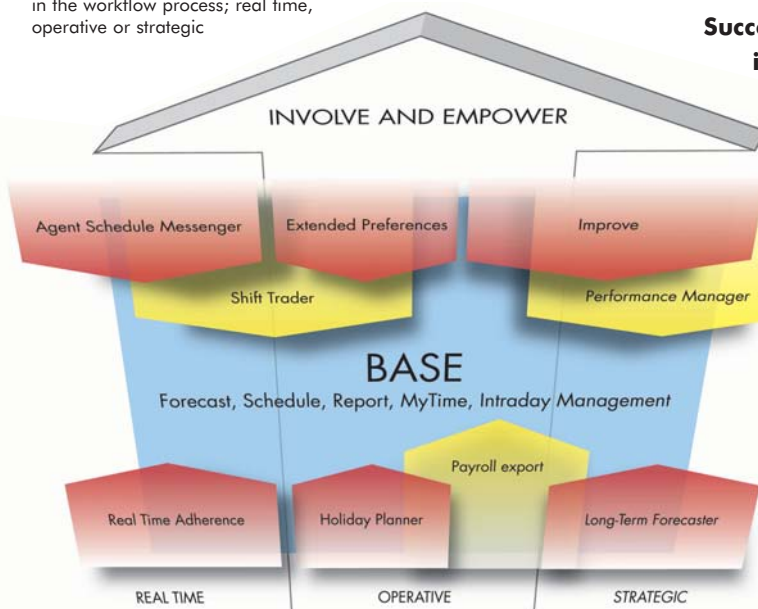 in the workflow process; real time,
operative or strategic
INVOLVE AND EMPOWER
Agent Schedule Messenger
Extended Preferences
Improve
Shift Trader
Performance Manager
BASE
Forecast, Schedule, Report, MyTime, Intraday Management
Payroll export
Real Time Adherence
Holiday Planner
Long-Term Forecaster
REAL TIME
OPERATIVE
STRATEGIC